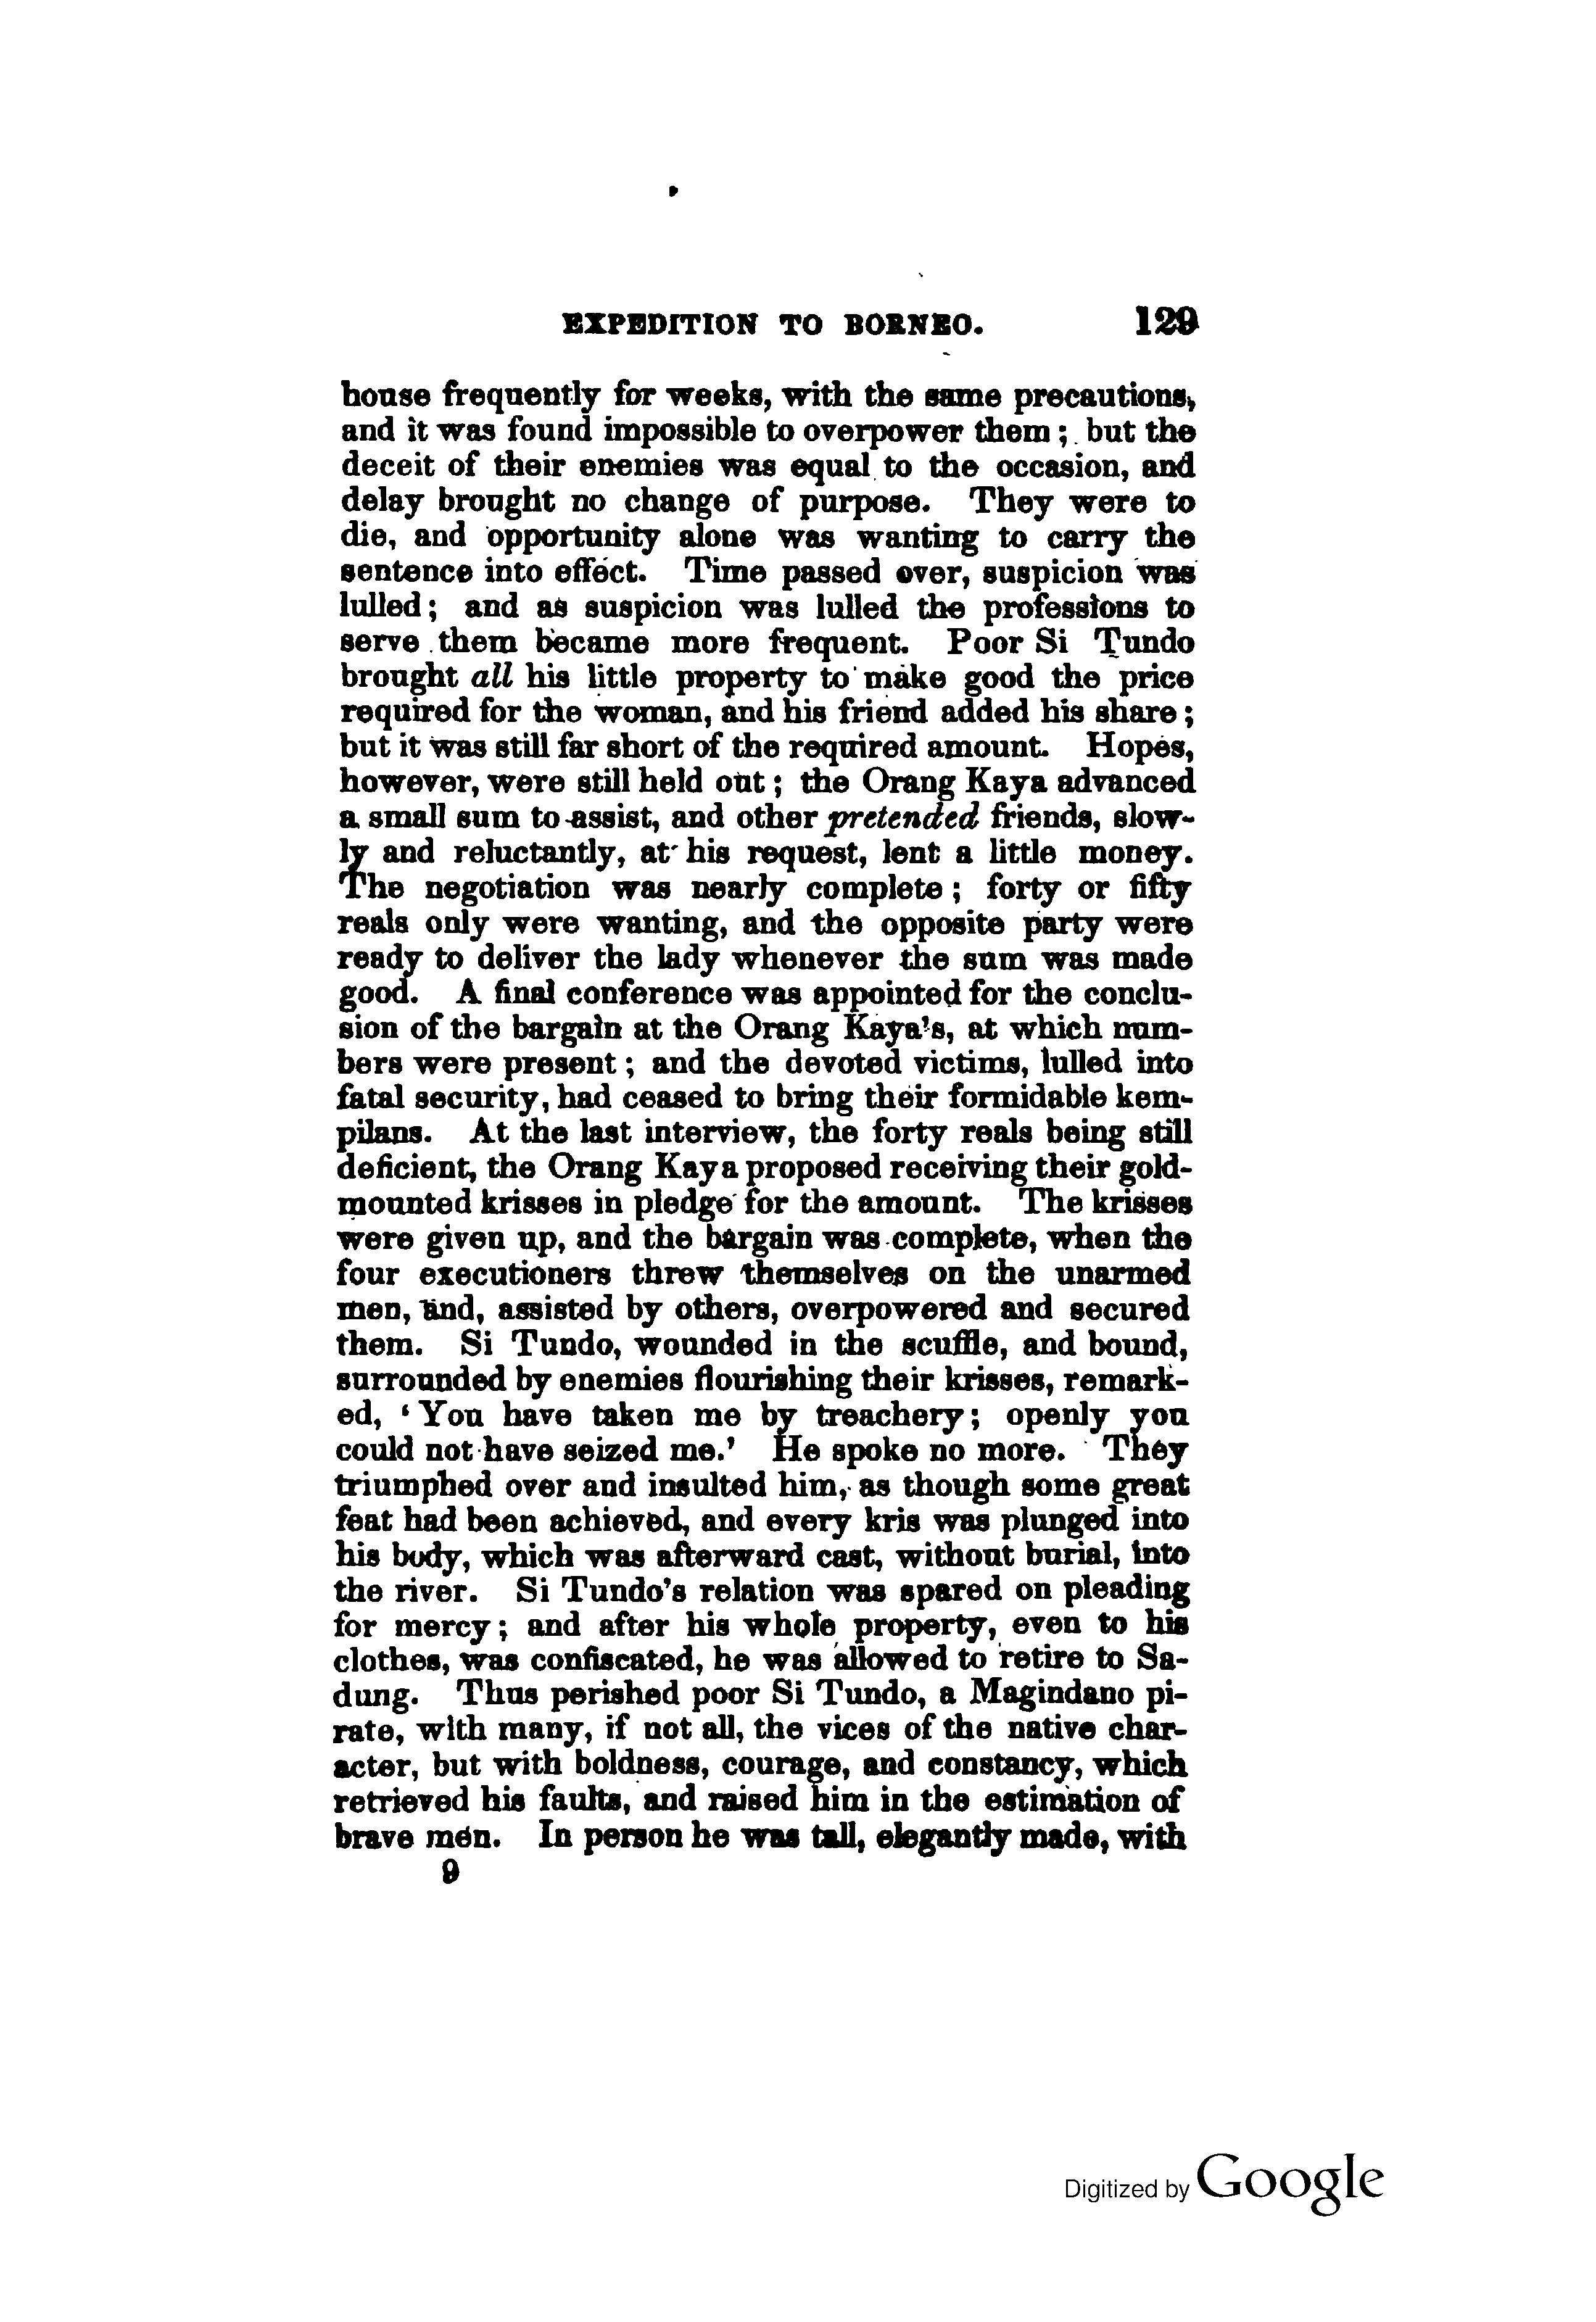 EXPEDITION TO BORNEO. 129
house frequently for weeks, with the same precautions,
and it was found impossible to overpower them; but the
deceit of their enemies was equal to the occasion, and
delay brought no change of purpose. They were to
die, and opportunity alone was wanting to carry the
sentence into effect. Time passed over, suspicion was
lulled; and as suspicion was lulled the professions to
serve them became more frequent. Poor Si Tundo
brought all his little property to make good the price
required for the woman, and his friend added his share;
but it was still far short of the required amount. Hopes,
however, were still held out; the Orang Kaya advanced
a small sum to assist, and other pretended friends, slow-
ly and reluctantly, at his request, lent a little money.
The negotiation was nearly complete; forty or fifty
reals only were wanting, and the opposite party were
ready to deliver the lady whenever the sum was made
good. A final conference was appointed for the conclu-
sion of the bargain at the Orang Kaya's, at which num-
bers were present; and the devoted victims, lulled into
fatal security, had ceased to bring their formidable kem-
pilans. At the last interview, the forty reals being still
deficient, the Orang Kaya proposed receiving their gold-
mounted krisses in pledge for the amount. The krisses
were given up, and the bargain was complete, when the
four executioners threw themselves on the unarmed
men, and, assisted by others, overpowered and secured
them. Si Tundo, wounded in the scuffle, and bound,
surrounded by enemies flourishing their krisses, remark-
ed, ‘You have taken me by treachery; openly you
could not have seized me.’ He spoke no more. They
triumphed over and insulted him, as though some great
feat had been achieved, and every kris was plunged into
his body, which was afterward cast, without burial, into
the river. Si Tundo's relation was spared on pleading
for mercy; and after his whole property, even to his
clothes, was confiscated, he was allowed to retire to Sa-
dung. Thus perished poor Si Tundo, a Magindano pi-
rate, with many, if not all, the vices of the native char-
acter, but with boldness, courage, and constancy, which
retrieved his faults, and raised him in the estimation of
brave men. In person he was tall, elegantly made, with
9
Digitized by Google